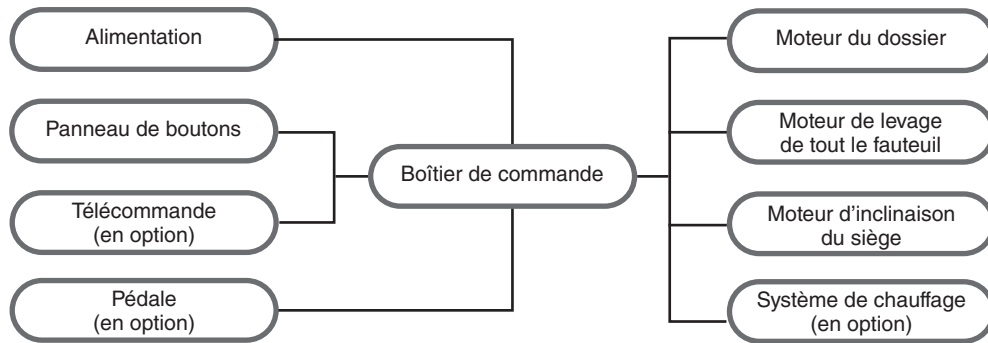 Alimentation
Panneau de boutons
Télécommande
(en option)
Pédale
(en option)
Boîtier de commande
Moteur du dossier
Moteur de levage
de tout le fauteuil
Moteur d’inclinaison
du siège
Système de chauffage
(en option)